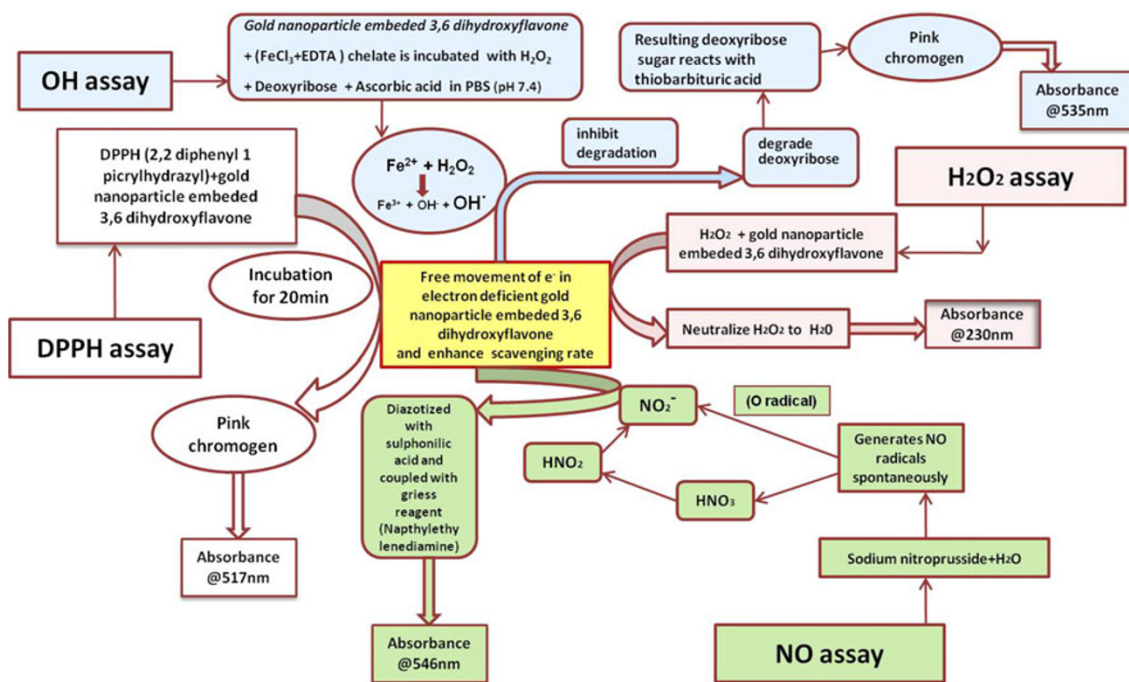 Gold nanoparticle embeded 3,6 dihydroxyflavone
+ (FeCl₃+EDTA ) chelate is incubated with H₂O₂
+ Deoxyribose + Ascorbic acid in PBS (pH 7.4)
OH assay
Resulting deoxyribose
sugar reacts with
thiobarbituric acid
Pink
chromogen
Absorbance
@535nm
inhibit
degradation
degrade
deoxyribose
Fe²⁺ + H₂O₂
Fe³⁺ + OH⁻ + OH˙
DPPH (2,2 diphenyl 1
picrylhydrazyl)+gold
nanoparticle embeded
3,6 dihydroxyflavone
H₂O₂ assay
H₂O₂ + gold nanoparticle
embeded 3,6 dihydroxyflavone
Incubation
for 20min
Free movement of e⁻ in
electron deficient gold
nanoparticle embeded 3,6
dihydroxyflavone
and enhance scavenging rate
Neutralize H₂O₂ to H₂0
Absorbance
@230nm
DPPH assay
Pink
chromogen
Absorbance
@517nm
Diazotized
with
sulphonilic
acid and
coupled with
griess
reagent
(Napthylethy
lenediamine)
Absorbance
@546nm
NO₂⁻
(O radical)
HNO₂
HNO₃
Generates NO
radicals
spontaneously
Sodium nitroprusside+H₂O
NO assay